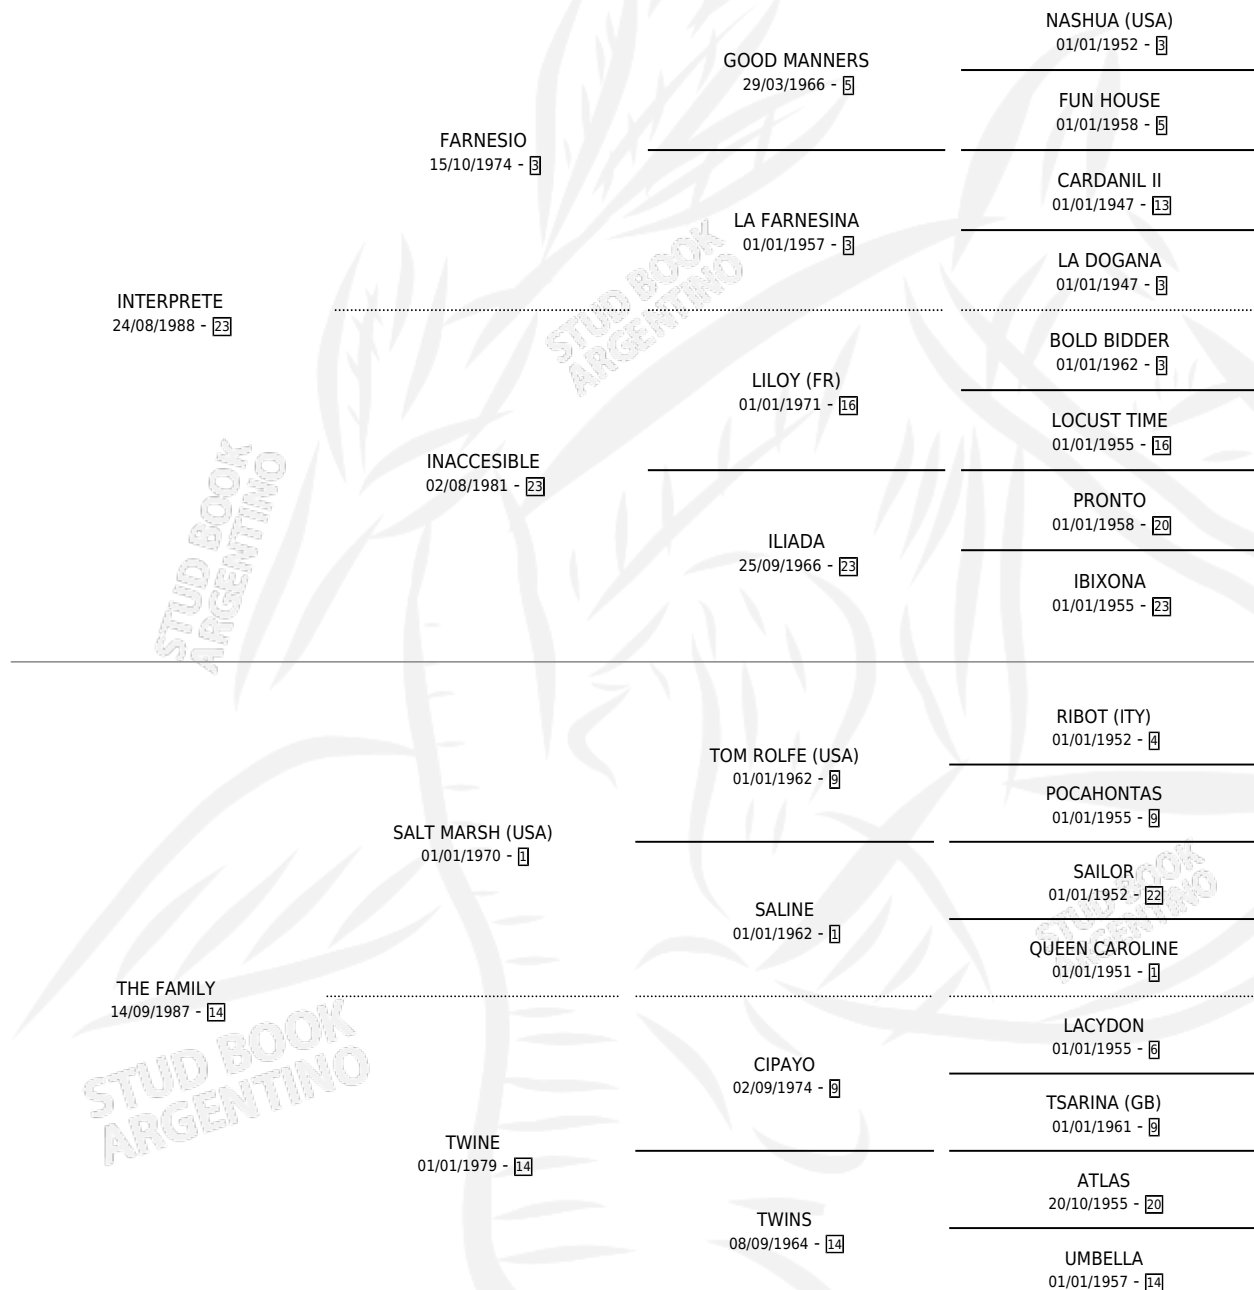 NASHUA (USA)
01/01/1952 - 3
GOOD MANNERS
29/03/1966 - 5
FUN HOUSE
01/01/1958 - 5
FARNESIO
15/10/1974 - 3
CARDANIL II
01/01/1947 - 13
LA FARNESINA
01/01/1957 - 3
LA DOGANA
01/01/1947 - 3
INTERPRETE
24/08/1988 - 23
BOLD BIDDER
01/01/1962 - 3
LILOY (FR)
01/01/1971 - 16
LOCUST TIME
01/01/1955 - 16
INACCESIBLE
02/08/1981 - 23
PRONTO
01/01/1958 - 20
ILIADA
25/09/1966 - 23
IBIXONA
01/01/1955 - 23
RIBOT (ITY)
01/01/1952 - 4
TOM ROLFE (USA)
01/01/1962 - 9
POCAHONTAS
01/01/1955 - 9
SALT MARSH (USA)
01/01/1970 - 1
SAILOR
01/01/1952 - 22
SALINE
01/01/1962 - 1
QUEEN CAROLINE
01/01/1951 - 1
THE FAMILY
14/09/1987 - 14
LACYDON
01/01/1955 - 6
CIPAYO
02/09/1974 - 9
TSARINA (GB)
01/01/1961 - 9
TWINE
01/01/1979 - 14
ATLAS
20/10/1955 - 20
TWINS
08/09/1964 - 14
UMBELLA
01/01/1957 - 14
STUD BOOK
ARGENTINO
STUD BOOK
ARGENTINO
STUD BOOK
ARGENTINO
STUD BOOK
ARGENTINO